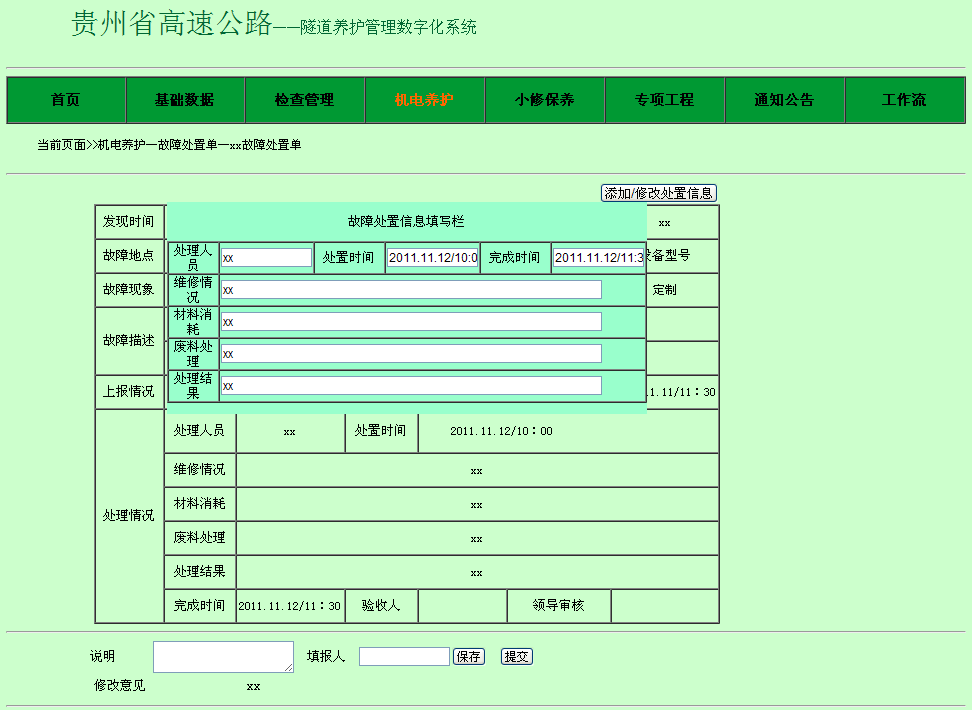 贵州省高速公路——隧道养护管理数字化系统
首页 基础数据 检查管理 机电养护 小修保养 专项工程 通知公告 工作流
当前页面>>机电养护—故障处置单—xx故障处置单
添加/修改处置信息
发现时间 故障处置信息填写栏 xx
处理人员 xx 处置时间 2011.11.12/10:0 完成时间 2011.11.12/11:3
故障地点 设备型号
故障现象 维修情况 xx 定制
材料消耗 xx
故障描述 废料处理 xx
上报情况 处理结果 xx 1.11/11：30
处理情况 处理人员 xx 处置时间 2011.11.12/10：00
维修情况 xx
材料消耗 xx
废料处理 xx
处理结果 xx
完成时间 2011.11.12/11：30 验收人 领导审核
说明 填报人 保存 提交
修改意见 xx